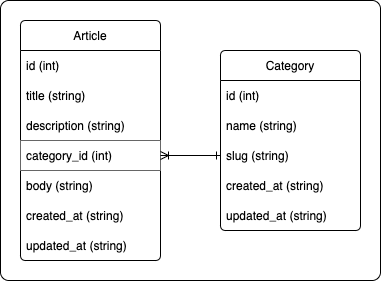 Article
id (int)
title (string)
description (string)
category_id (int)
body (string)
created_at (string)
updated_at (string)
Category
id (int)
name (string)
slug (string)
created_at (string)
updated_at (string)